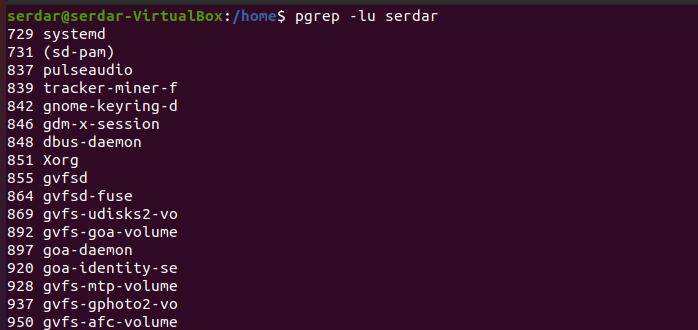 serdar@serdar-VirtualBox:/home$ pgrep -lu serdar
729 systemd
731 (sd-pam)
837 pulseaudio
839 tracker-miner-f
842 gnome-keyring-d
846 gdm-x-session
848 dbus-daemon
851 Xorg
855 gvfsd
864 gvfsd-fuse
869 gvfs-udisks2-vo
892 gvfs-goa-volume
897 goa-daemon
920 goa-identity-se
928 gvfs-mtp-volume
937 gvfs-gphoto2-vo
950 gvfs-afc-volume